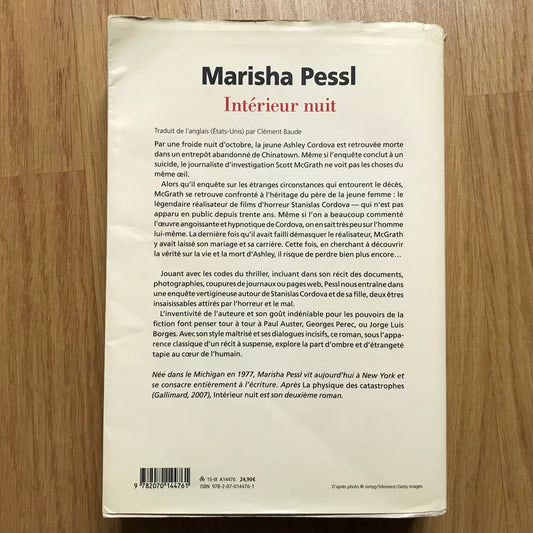 Marisha Pessl
Intérieur nuit
Traduit de l'anglais (États-Unis) par Clément Baude
Par une froide nuit d'octobre, la jeune Ashley Cordova est retrouvée morte
dans un entrepôt abandonné de Chinatown. Même si l'enquête conclut à un
suicide, le journaliste d'investigation Scott McGrath ne voit pas les choses du
même œil.
Alors qu'il enquête sur les étranges circonstances qui entourent le décès,
McGrath se retrouve confronté à l'héritage du père de la jeune femme : le
légendaire réalisateur de films d'horreur Stanislas Cordova — qui n'est pas
apparu en public depuis trente ans. Même si l'on a beaucoup commenté
l'œuvre angoissante et hypnotique de Cordova, on en sait très peu sur l'homme
lui-même. La dernière fois qu'il avait failli démasquer le réalisateur, McGrath
y avait laissé son mariage et sa carrière. Cette fois, en cherchant à découvrir
la vérité sur la vie et la mort d'Ashley, il risque de perdre bien plus encore…
Jouant avec les codes du thriller, incluant dans son récit des documents,
photographies, coupures de journaux ou pages web, Pessl nous entraîne dans
une enquête vertigineuse autour de Stanislas Cordova et de sa fille, deux êtres
insaisissables attirés par l'horreur et le mal.
L'inventivité de l'auteure et son goût indéniable pour les pouvoirs de la
fiction font penser tour à tour à Paul Auster, Georges Perec, ou Jorge Luis
Borges. Avec son style maîtrisé et ses dialogues incisifs, ce roman, sous l'appa-
rence classique d'un récit à suspense, explore la part d'ombre et d'étrangeté
tapie au cœur de l'humain.
Née dans le Michigan en 1977, Marisha Pessl vit aujourd'hui à New York et
se consacre entièrement à l'écriture. Après La physique des catastrophes
(Gallimard, 2007), Intérieur nuit est son deuxième roman.
15-IX A14476 24,90€
ISBN 978-2-07-014476-1
9 782070 144761
D'après photo © simyg/Moment/Getty Images